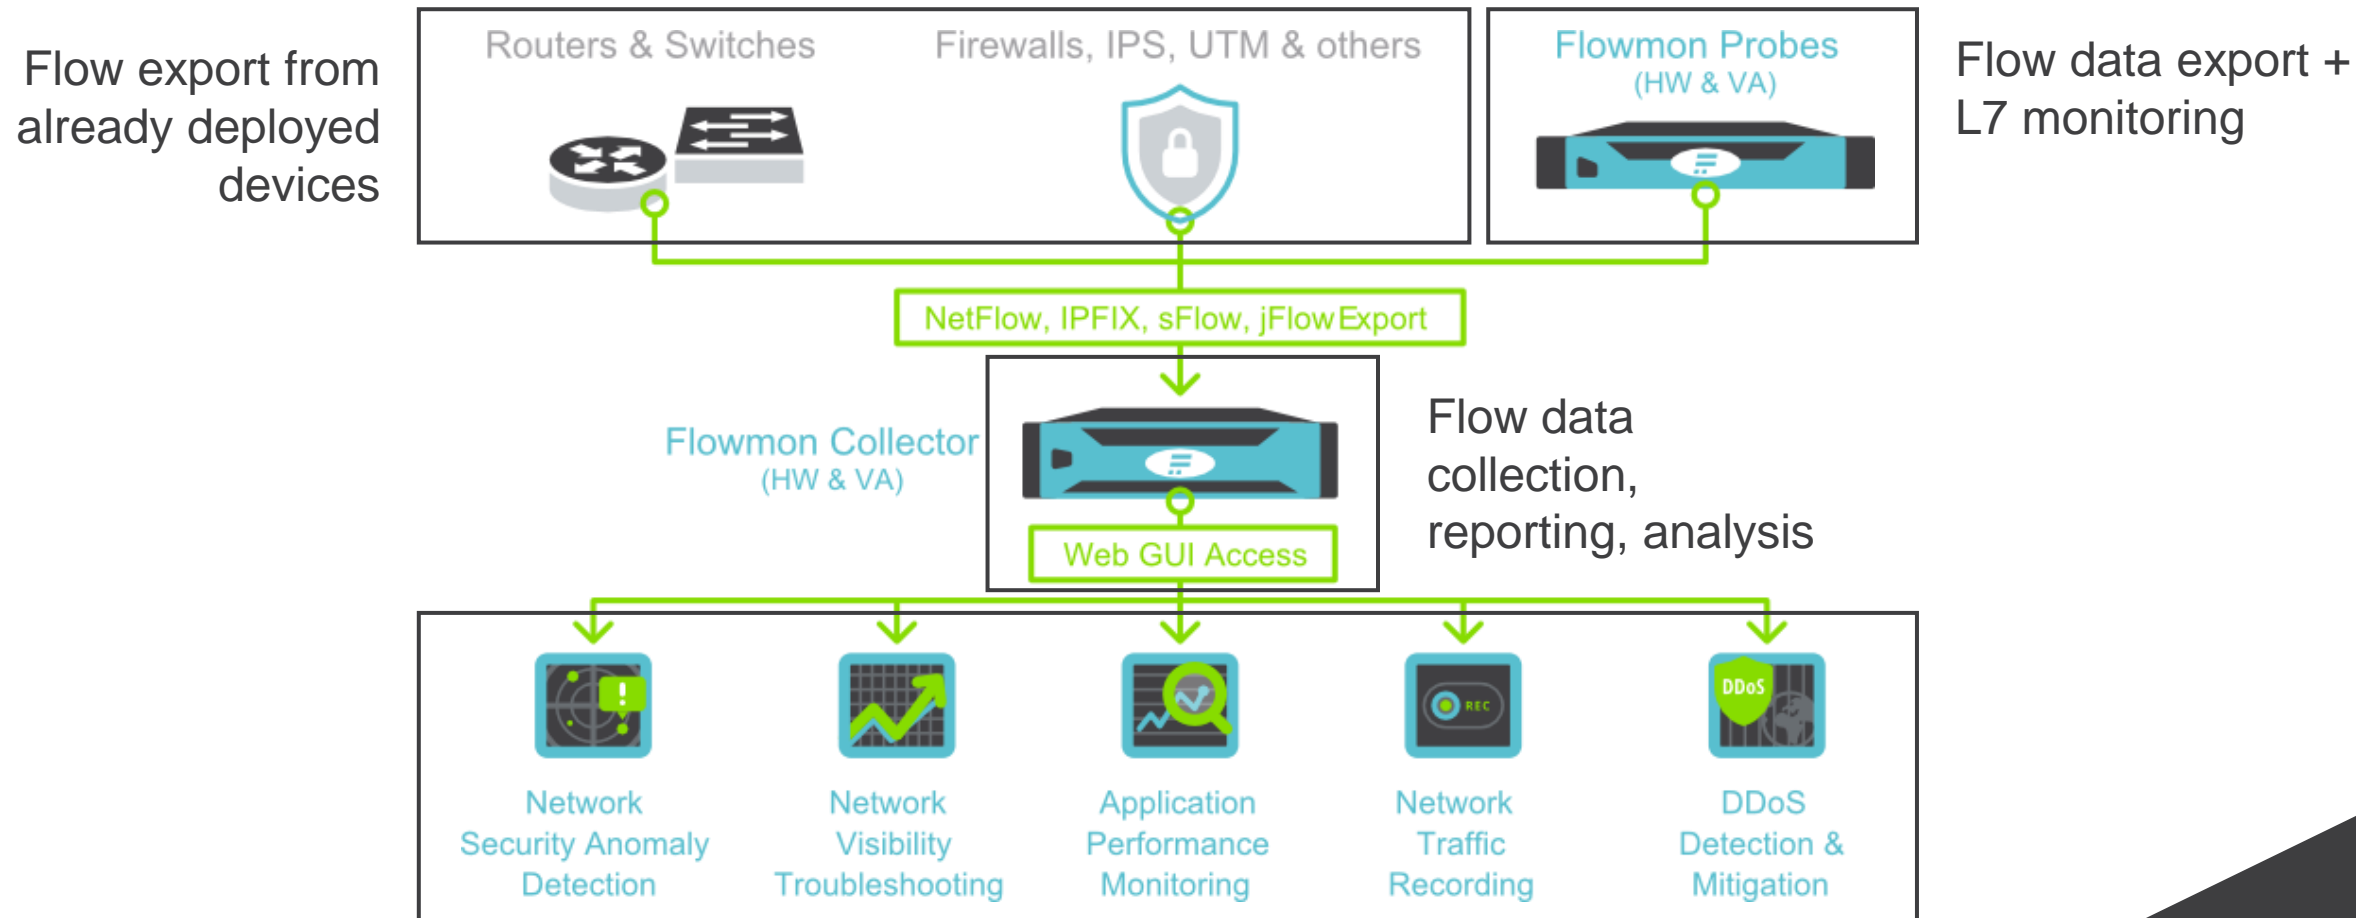 Flow export from
already deployed
devices
Routers & Switches
Firewalls, IPS, UTM & others
Flowmon Probes
(HW & VA)
Flow data export +
L7 monitoring
NetFlow, IPFIX, sFlow, jFlow Export
Flowmon Collector
(HW & VA)
Web GUI Access
Flow data
collection,
reporting, analysis
Network
Security Anomaly
Detection
Network
Visibility
Troubleshooting
Application
Performance
Monitoring
REC
Network
Traffic
Recording
DDoS
DDoS
Detection &
Mitigation